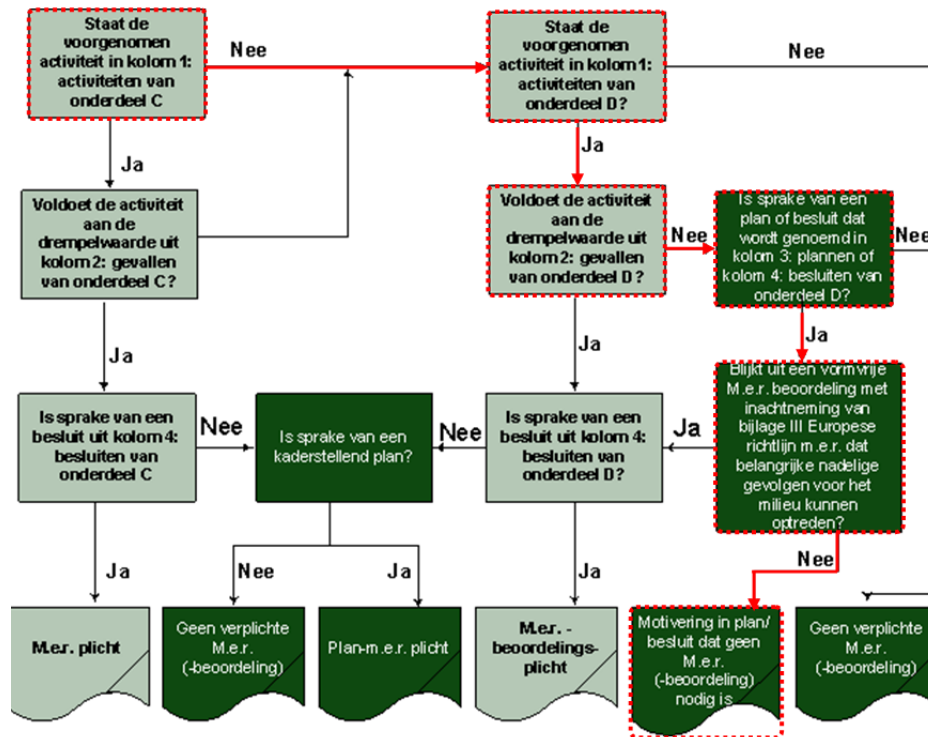 Staat de
voorgenomen
activiteit in kolom 1:
activiteiten van
onderdeel C
Nee
Staat de
voorgenomen
activiteit in kolom 1:
activiteiten van
onderdeel D?
Nee
Ja
Ja
Voldoet de activiteit
aan de
drempelwaarde uit
kolom 2: gevallen
van onderdeel C?
Voldoet de activiteit
aan de
drempelwaarde uit
kolom 2: gevallen
van onderdeel D?
Nee
Is sprake van een
plan of besluit dat
wordt genoemd in
kolom 3: plannen of
kolom 4: besluiten van
onderdeel D?
Nee
Ja
Ja
Ja
Is sprake van een
besluit uit kolom 4:
besluiten van
onderdeel C
Nee
Is sprake van een
kaderstellend plan?
Nee
Is sprake van een
besluit uit kolom 4:
besluiten van
onderdeel D?
Ja
Blijkt uit een vormvrije
M.e.r. beoordeling met
inachtneming van
bijlage III Europese
richtlijn m.e.r. dat
belangrijke nadelige
gevolgen voor het
milieu kunnen
optreden?
Ja
Nee
Ja
Ja
Nee
M.e.r. plicht
Geen verplichte
M.e.r.
(-beoordeling)
Plan-m.e.r. plicht
M.e.r. -
beoordelings-
plicht
Motivering in plan/
besluit dat geen
M.e.r.
(-beoordeling)
nodig is
Geen verplichte
M.e.r.
(-beoordeling)